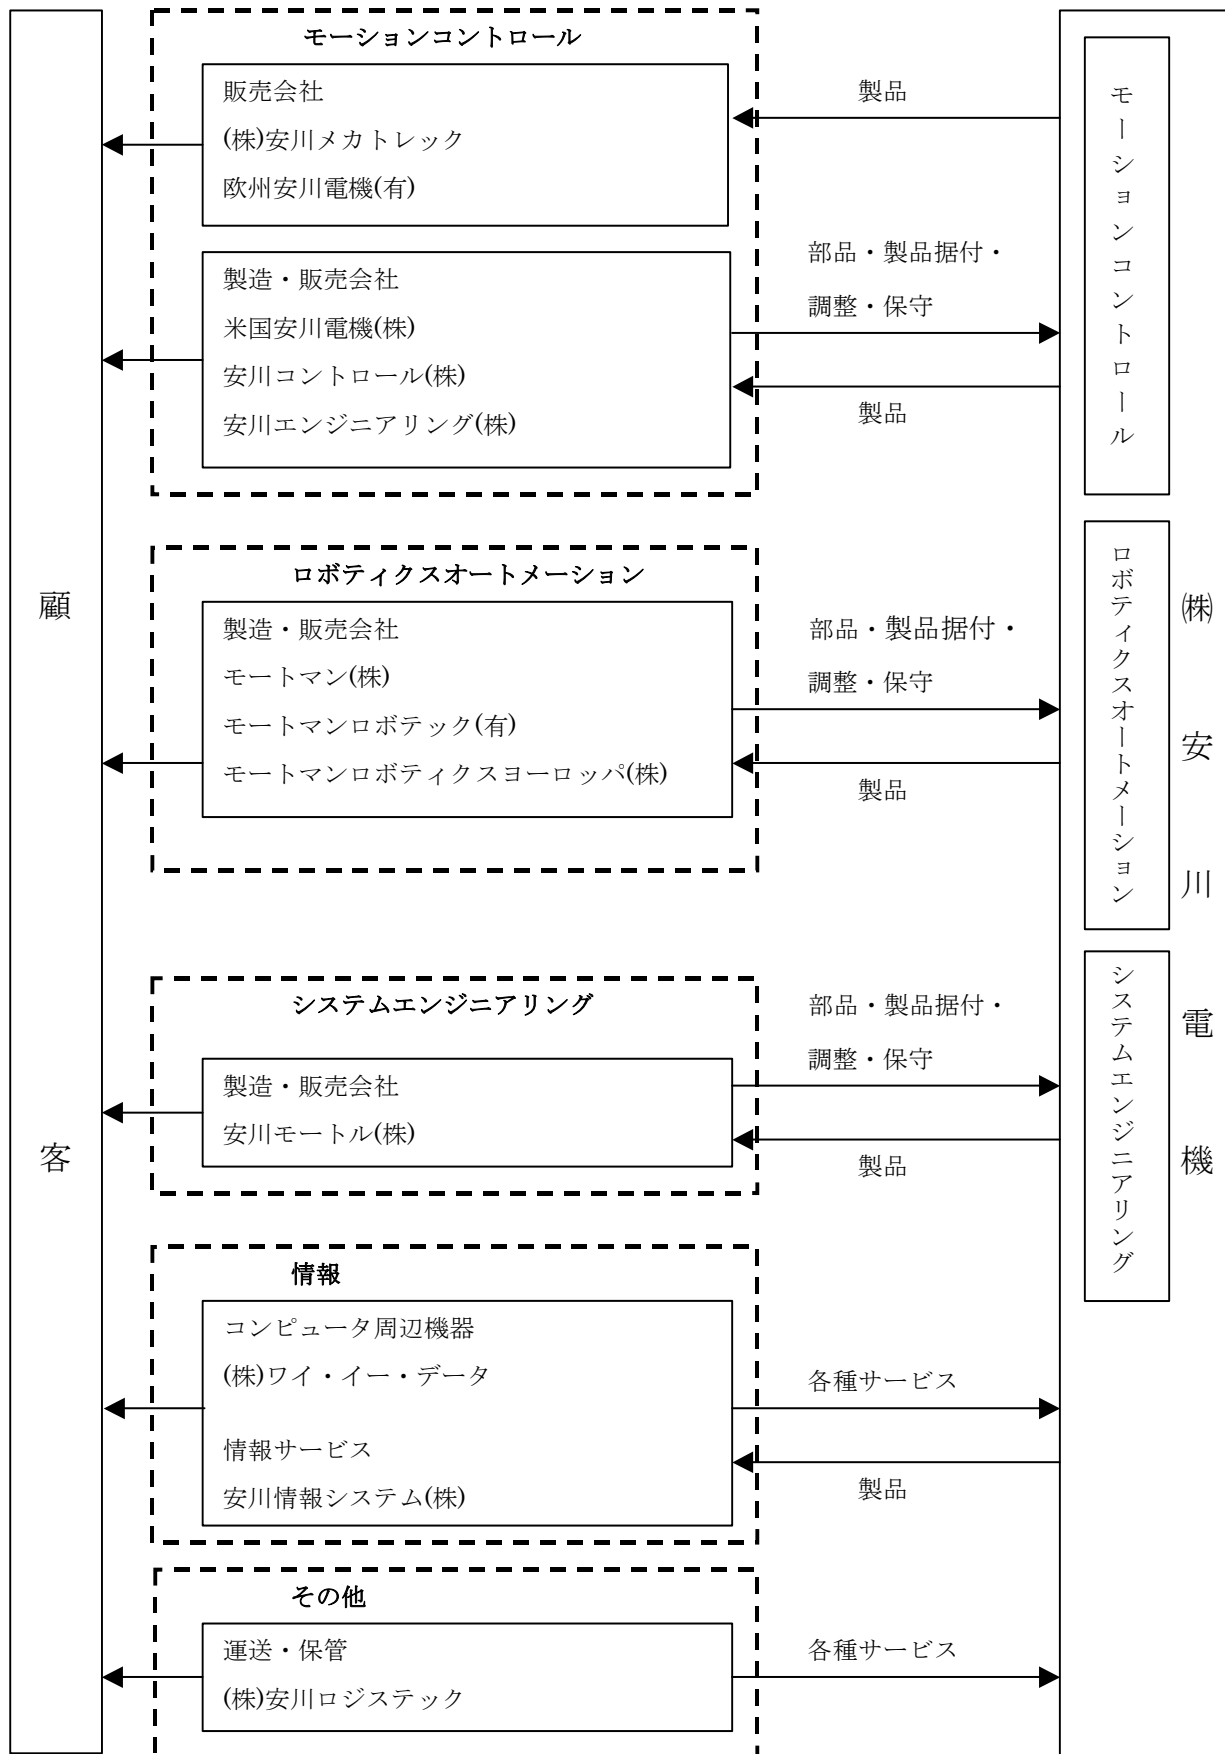 モーションコントロール
販売会社
(株)安川メカトレック
欧州安川電機(有)
製品
製造・販売会社
米国安川電機(株)
安川コントロール(株)
安川エンジニアリング(株)
部品・製品据付・
調整・保守
製品
モーションコントロール
ロボティクスオートメーション
製造・販売会社
モートマン(株)
モートマンロボテック(有)
モートマンロボティクスヨーロッパ(株)
部品・製品据付・
調整・保守
製品
ロボティクスオートメーション
システムエンジニアリング
製造・販売会社
安川モートル(株)
部品・製品据付・
調整・保守
製品
システムエンジニアリング
情報
コンピュータ周辺機器
(株)ワイ・イー・データ
情報サービス
安川情報システム(株)
各種サービス
製品
その他
運送・保管
(株)安川ロジステック
各種サービス
顧客
㈱安川電機